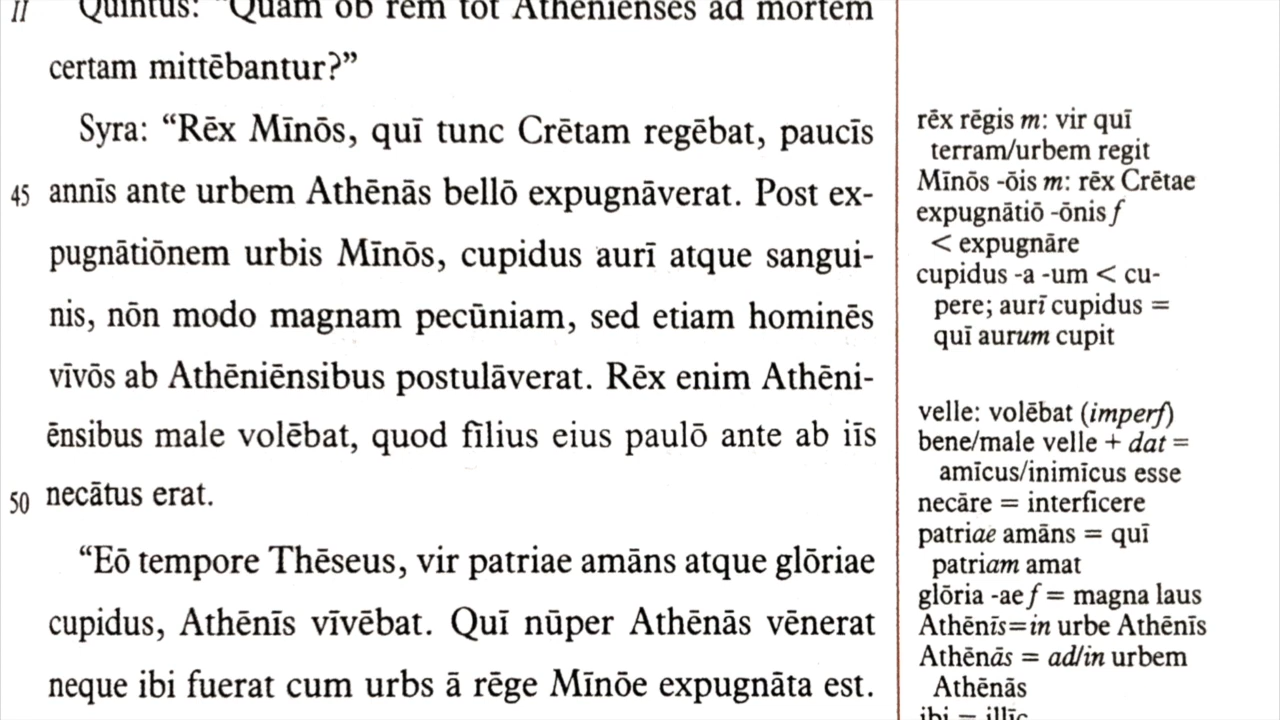 II Quīntus: “Quam ob rem tot Athēniēnsēs ad mortem
certam mittēbantur?”
Syra: “Rēx Mīnōs, quī tunc Crētam regēbat, paucīs
45 annīs ante urbem Athēnās bellō expugnāverat. Post ex-
pugnātiōnem urbis Mīnōs, cupidus aurī atque sangui-
nis, nōn modo magnam pecūniam, sed etiam hominēs
vīvōs ab Athēniēnsibus postulāverat. Rēx enim Athēni-
ēnsibus male volēbat, quod fīlius eius paulō ante ab iīs
50 necātus erat.
“Eō tempore Thēseus, vir patriae amāns atque glōriae
cupidus, Athēnīs vīvēbat. Quī nūper Athēnās vēnerat
neque ibi fuerat cum urbs ā rēge Mīnōe expugnāta est.
rēx rēgis m: vir quī
terram/urbem regit
Mīnōs -ōis m: rēx Crētae
expugnātiō -ōnis f
< expugnāre
cupidus -a -um < cu-
pere; aurī cupidus =
quī aurum cupit
velle: volēbat (imperf)
bene/male velle + dat =
amīcus/inimīcus esse
necāre = interficere
patriae amāns = quī
patriam amat
glōria -ae f = magna laus
Athēnīs=in urbe Athēnīs
Athēnās = ad/in urbem
Athēnās
ibi = illīc